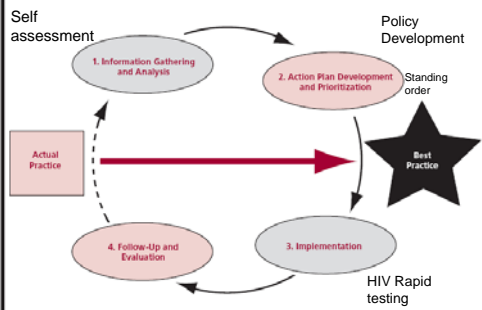 Self
assessment
Policy
Development
1. Information Gathering
and Analysis
2. Action Plan Development
and Prioritization
Standing
order
Actual
Practice
Best
Practice
4. Follow-Up and
Evaluation
3. Implementation
HIV Rapid
testing